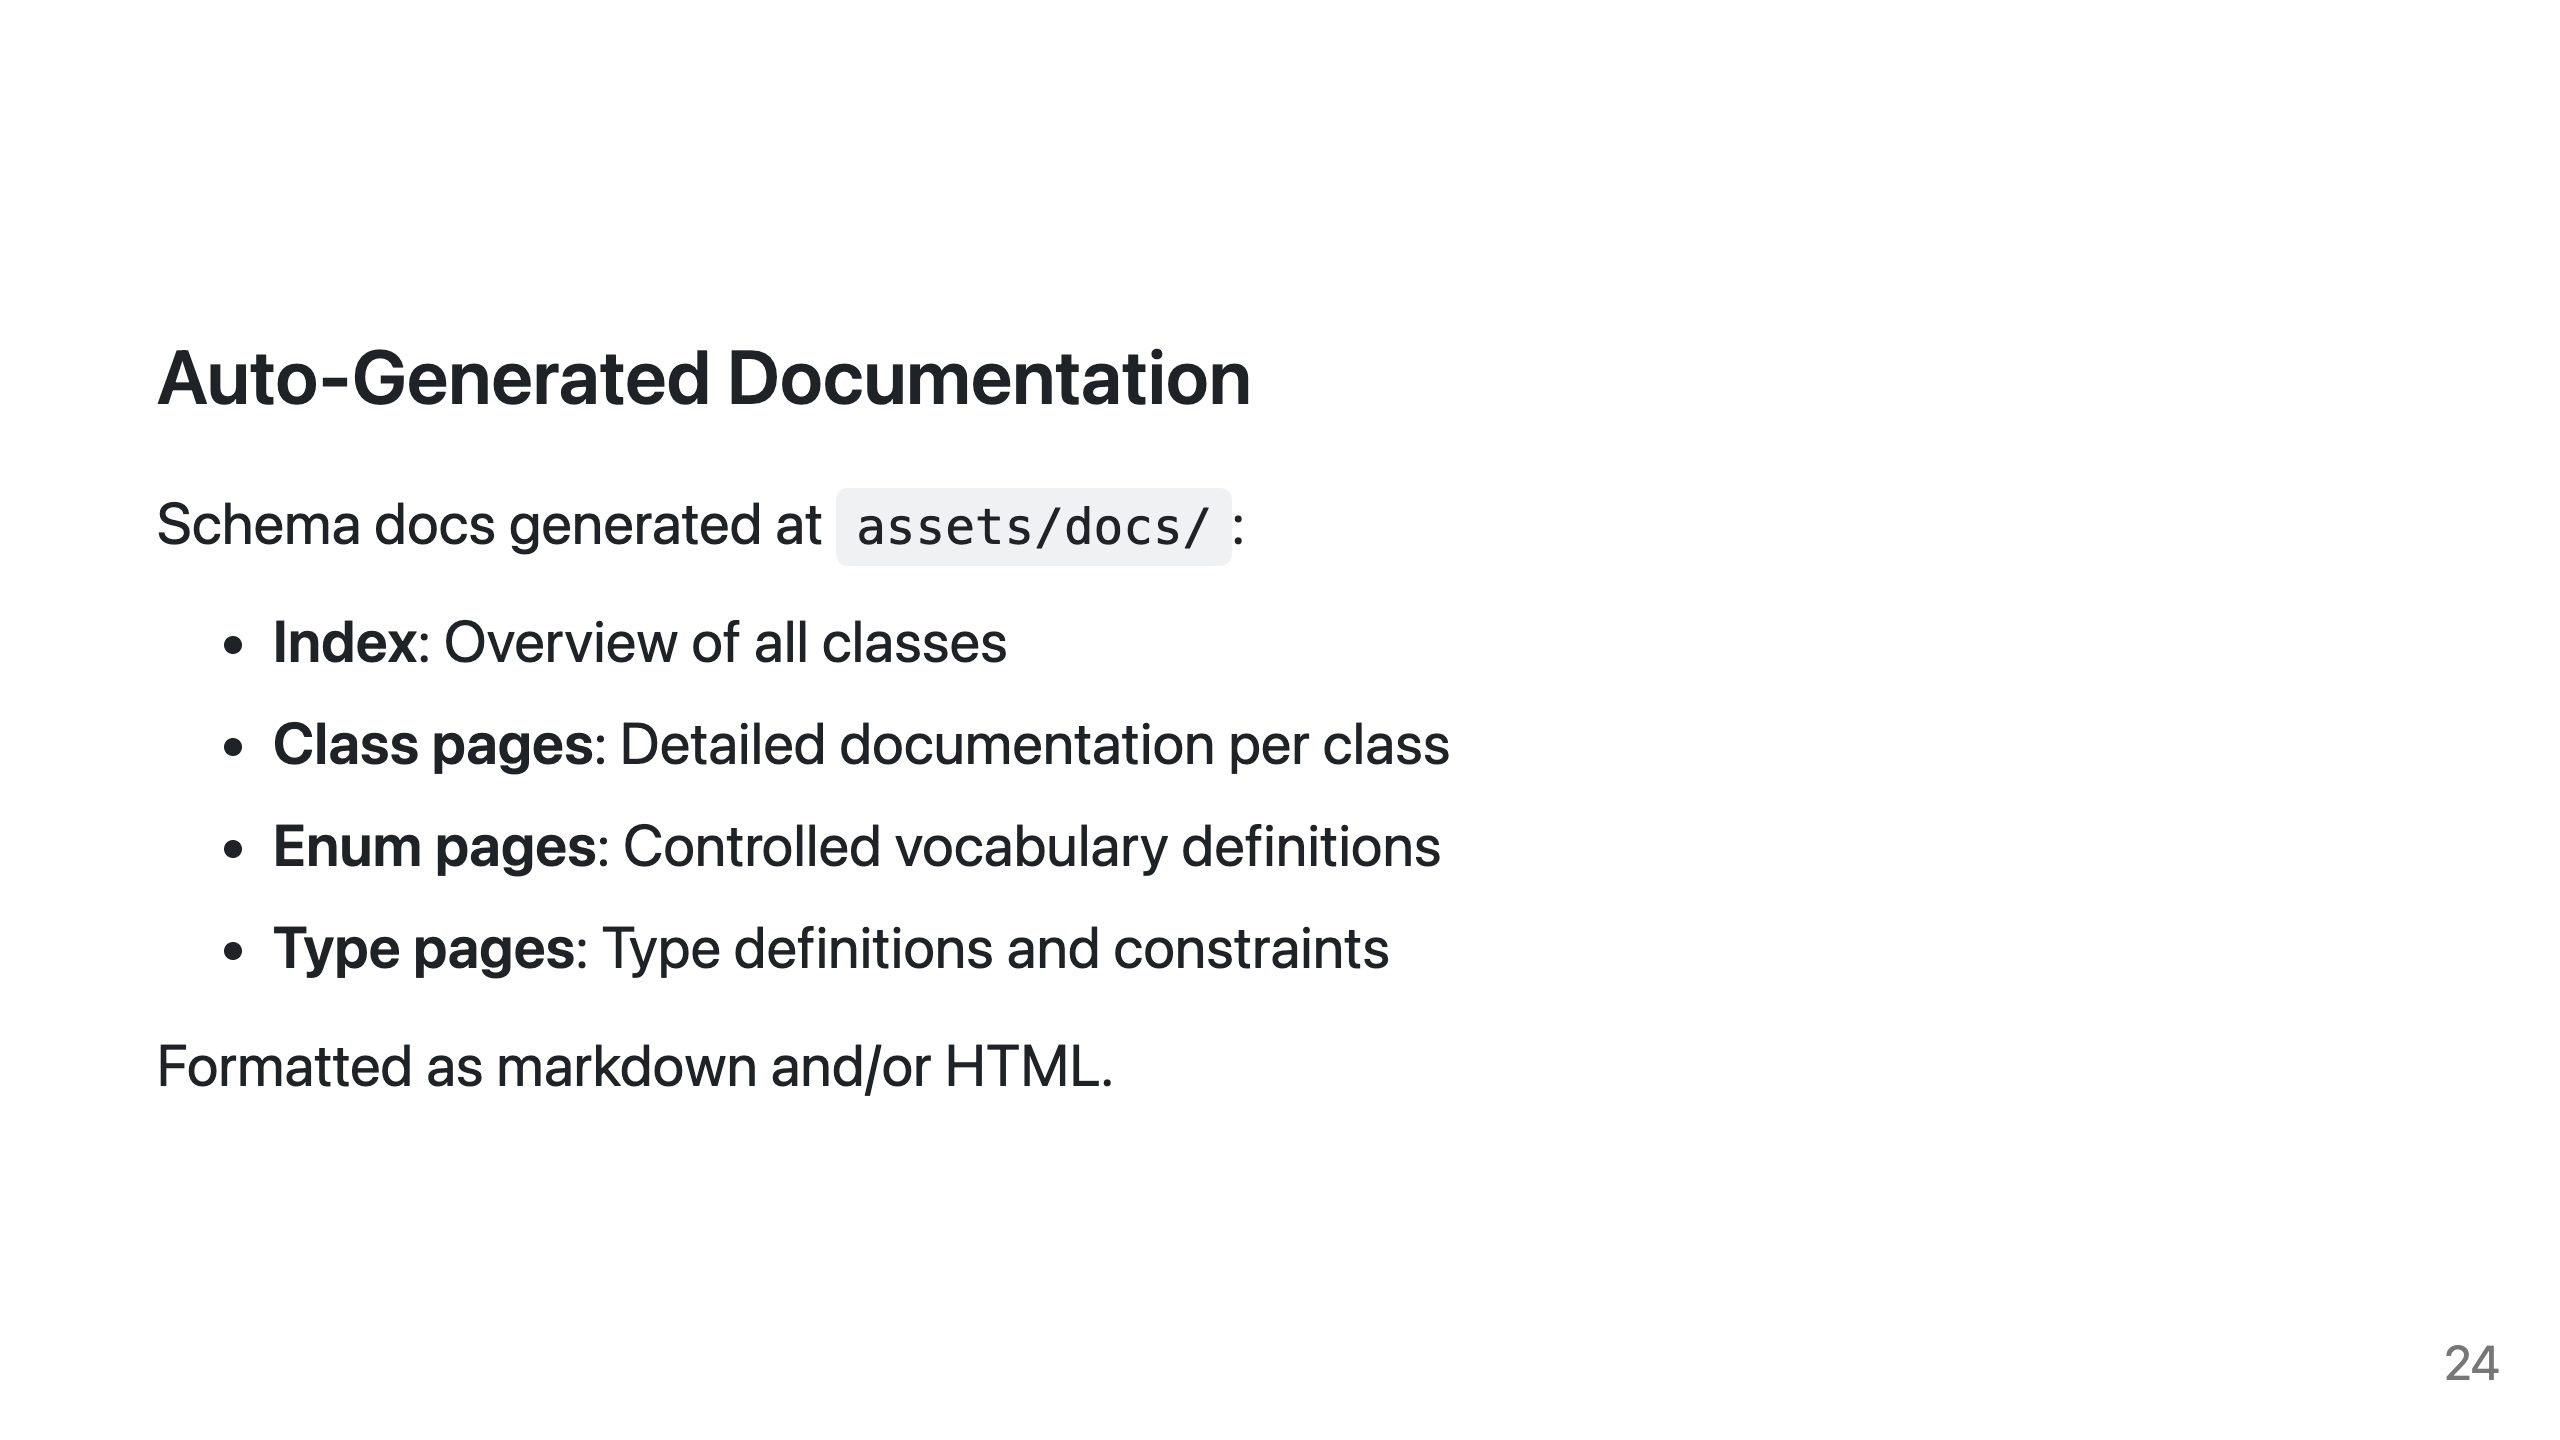 Auto-Generated Documentation
Schema docs generated at assets/docs/ :
• Index: Overview of all classes
• Class pages: Detailed documentation per class
• Enum pages: Controlled vocabulary definitions
• Type pages: Type definitions and constraints
Formatted as markdown and/or HTML.
24